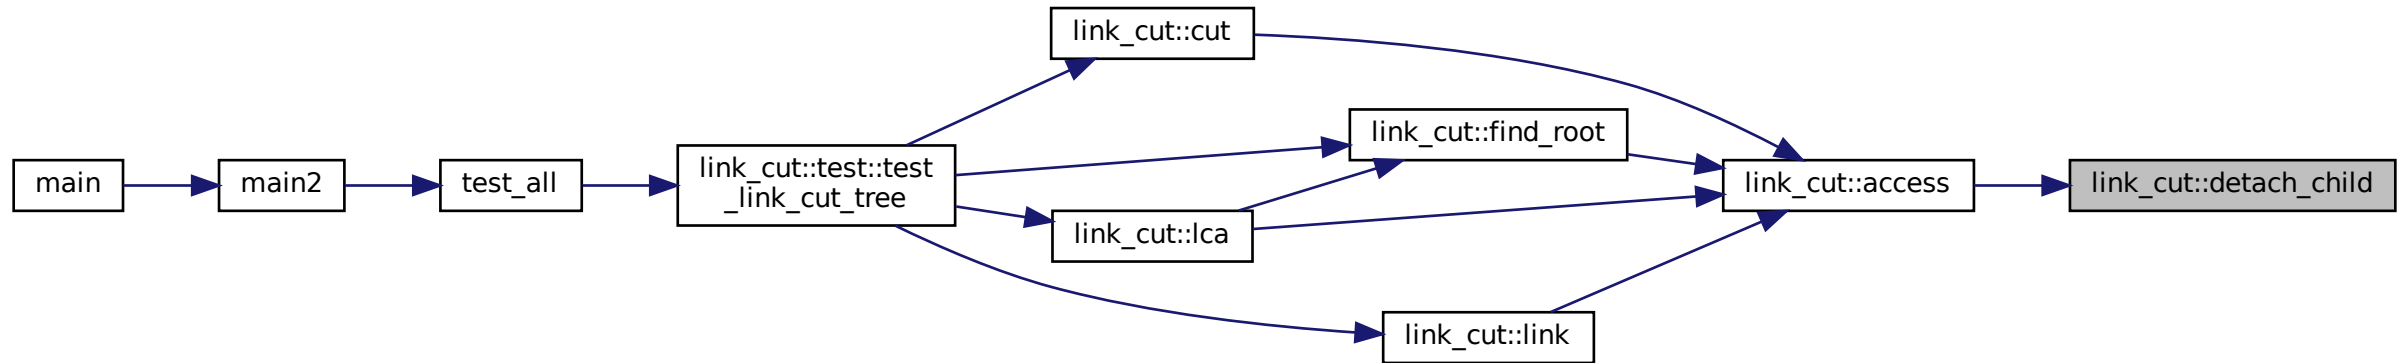 link_cut::cut
link_cut::find_root
main
main2
test_all
link_cut::test::test
_link_cut_tree
link_cut::access
link_cut::detach_child
link_cut::lca
link_cut::link